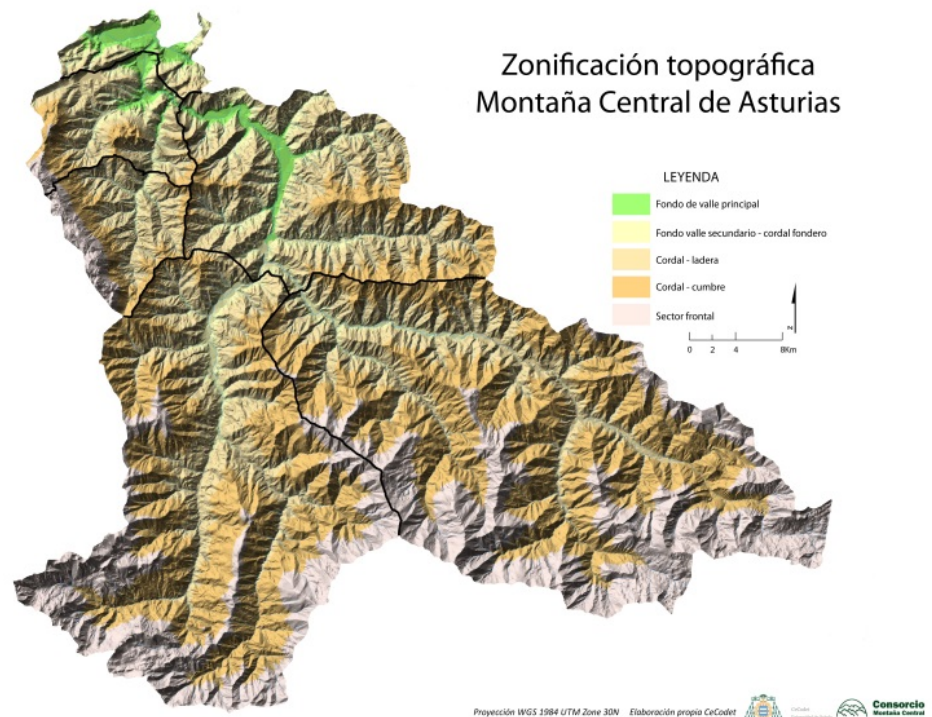 Zonificación topográfica
Montaña Central de Asturias
LEYENDA
Fondo de valle principal
Fondo valle secundario - cordal fondero
Cordal - ladera
Cordal - cumbre
Sector frontal
N
0 2 4 8Km
Proyección WGS 1984 UTM Zone 30N Elaboración propia CeCodet
CeCodet
Consorcio
Montaña Central